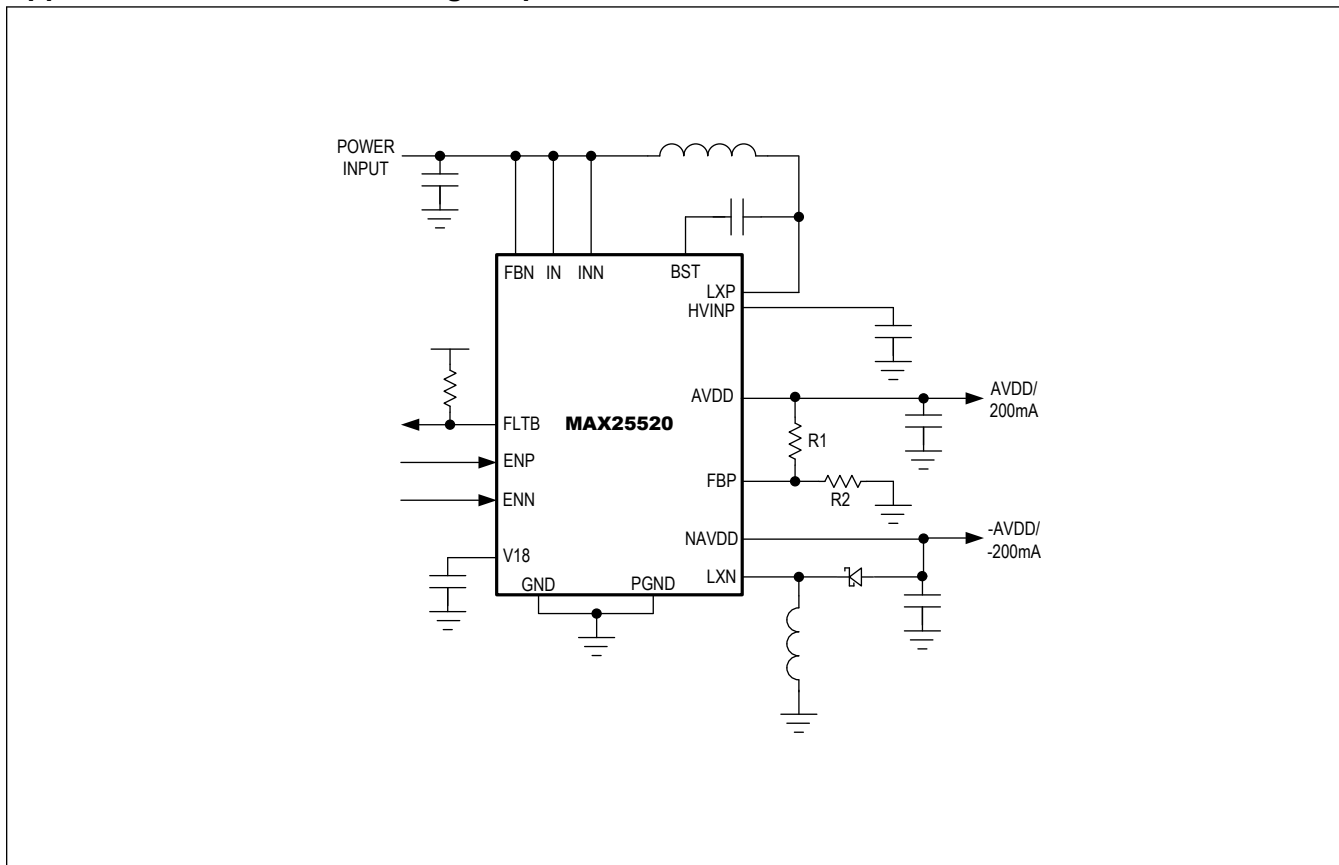 POWER
INPUT
FBN IN INN BST
LXP
HVINP
AVDD
AVDD/
200mA
FLTB MAX25520
R1
ENP
FBP
R2
ENN
NAVDD
-AVDD/
-200mA
V18
LXN
GND PGND